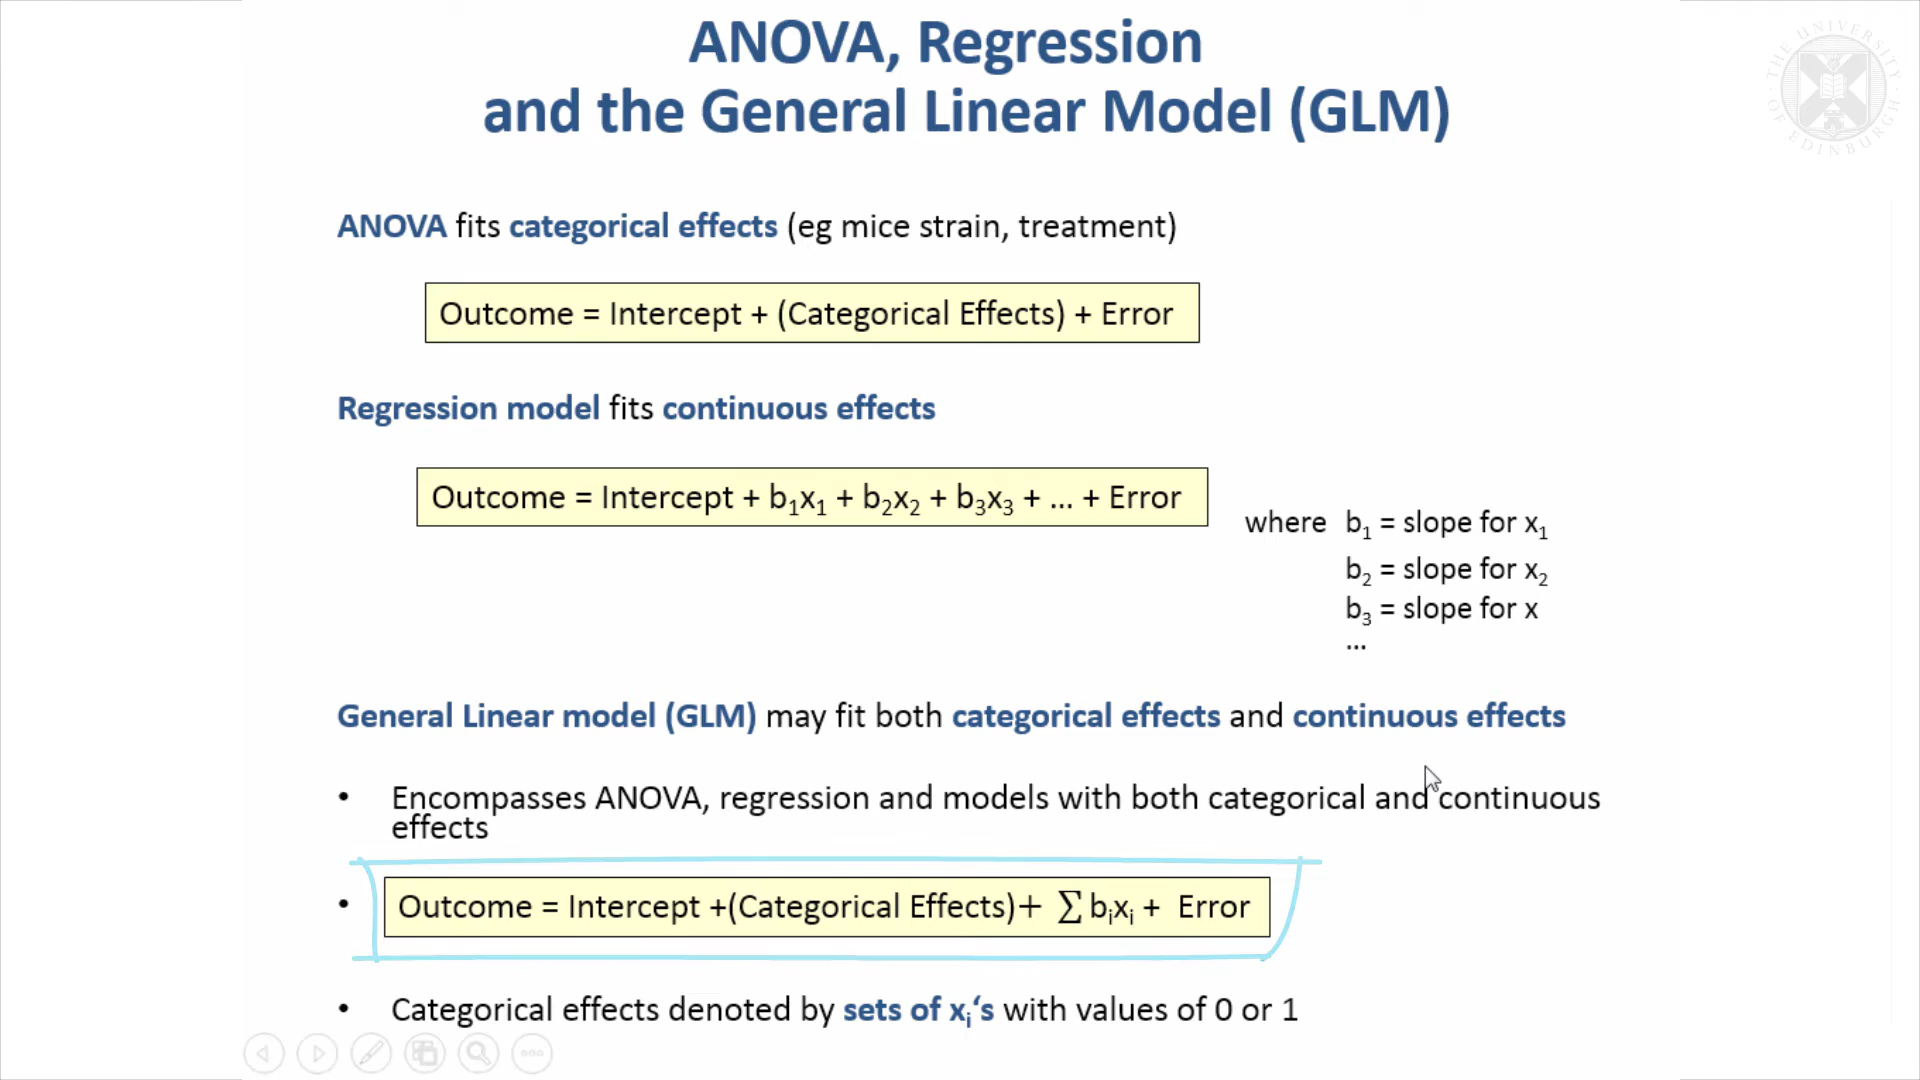 ANOVA, Regression
and the General Linear Model (GLM)
THE UNIVERSITY OF EDINBURGH
ANOVA fits categorical effects (eg mice strain, treatment)
Outcome = Intercept + (Categorical Effects) + Error
Regression model fits continuous effects
Outcome = Intercept + b₁x₁ + b₂x₂ + b₃x₃ + ... + Error
where b₁ = slope for x₁
b₂ = slope for x₂
b₃ = slope for x
...
General Linear model (GLM) may fit both categorical effects and continuous effects
• Encompasses ANOVA, regression and models with both categorical and continuous
effects
• Outcome = Intercept +(Categorical Effects)+ ∑ bᵢxᵢ + Error
• Categorical effects denoted by sets of xᵢ‘s with values of 0 or 1